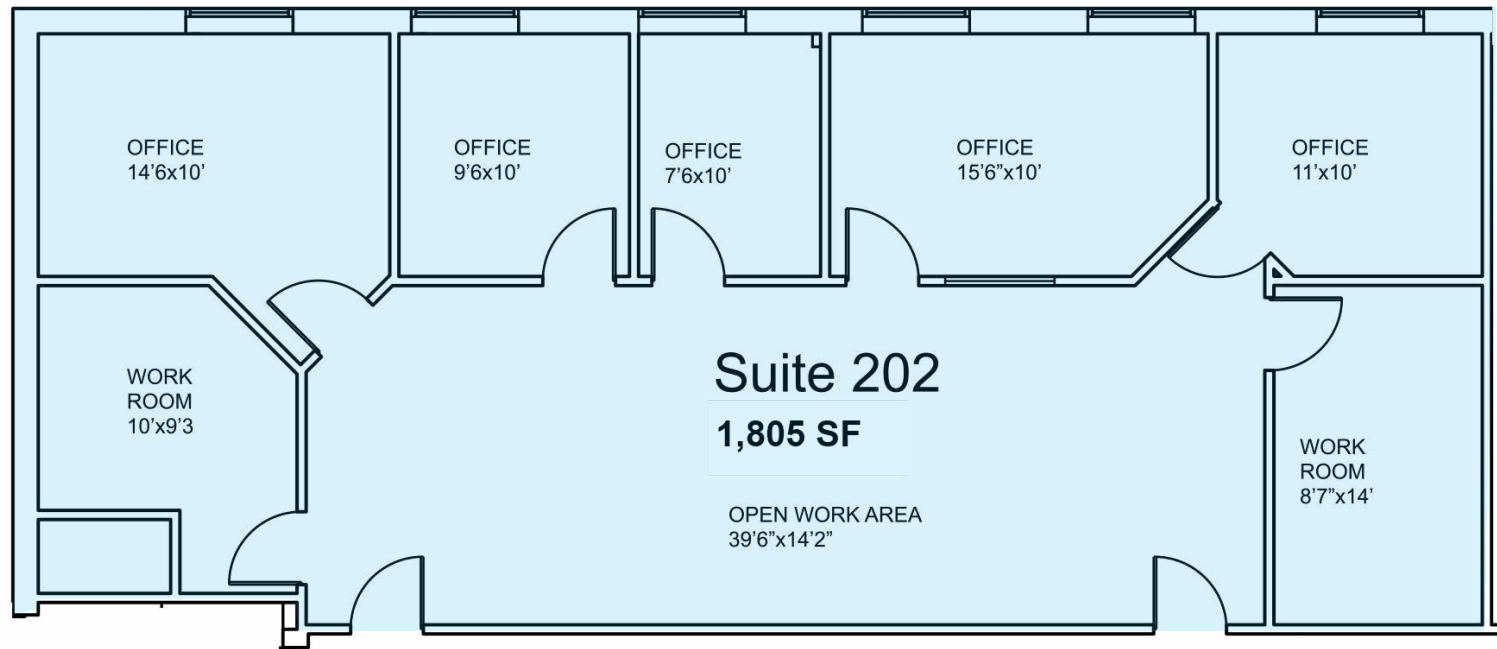 OFFICE
14'6x10'
OFFICE
9'6x10'
OFFICE
7'6x10'
OFFICE
15'6”x10'
OFFICE
11'x10'
WORK
ROOM
10'x9'3
Suite 202
1,805 SF
OPEN WORK AREA
39'6”x14'2”
WORK
ROOM
8'7”x14'